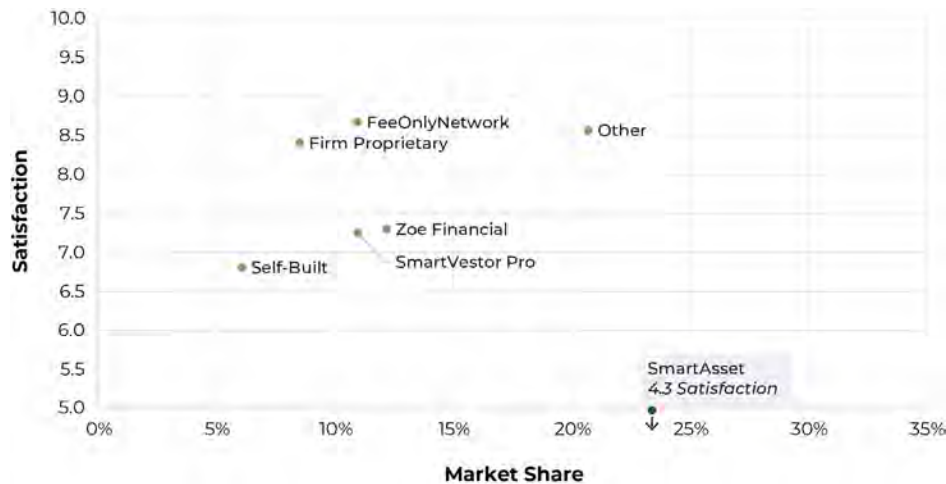 10.0
9.5
9.0
8.5
8.0
7.5
7.0
6.5
6.0
5.5
5.0
Satisfaction
FeeOnlyNetwork
Firm Proprietary
Other
Zoe Financial
SmartVestor Pro
Self-Built
SmartAsset
4.3 Satisfaction
0% 5% 10% 15% 20% 25% 30% 35%
Market Share